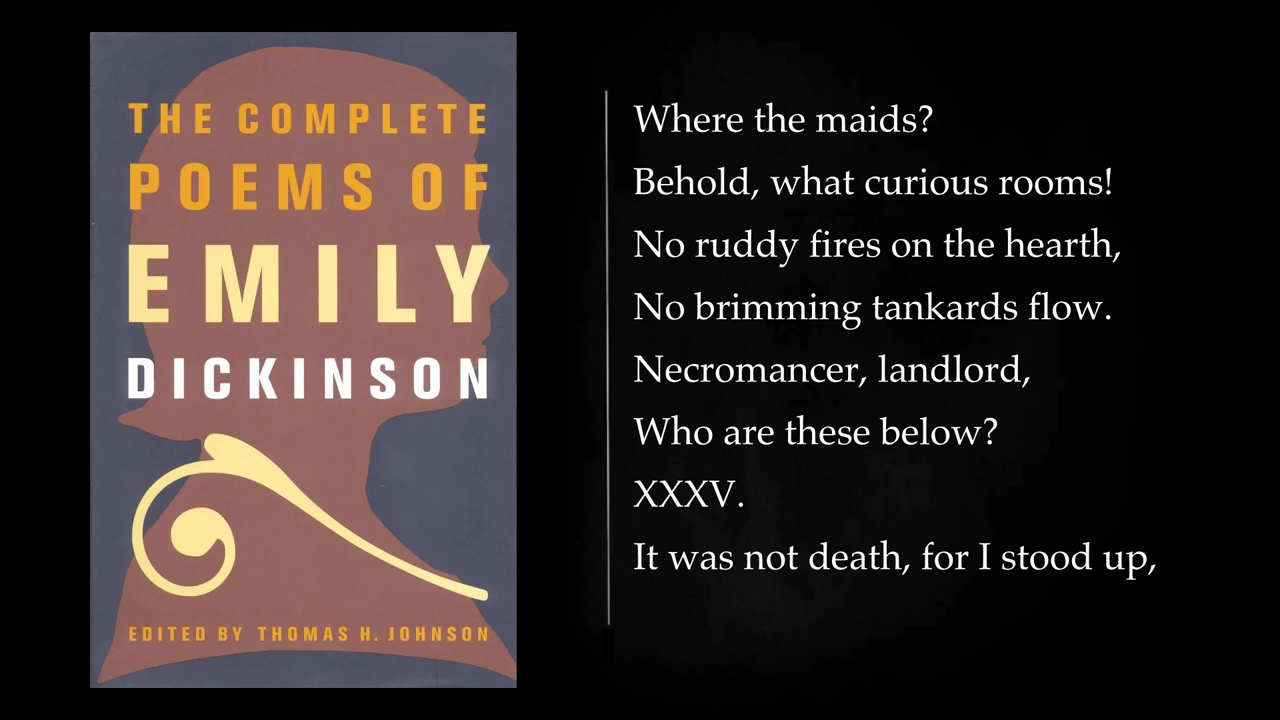 THE COMPLETE
POEMS OF
EMILY
DICKINSON
EDITED BY THOMAS H. JOHNSON
Where the maids?
Behold, what curious rooms!
No ruddy fires on the hearth,
No brimming tankards flow.
Necromancer, landlord,
Who are these below?
XXXV.
It was not death, for I stood up,